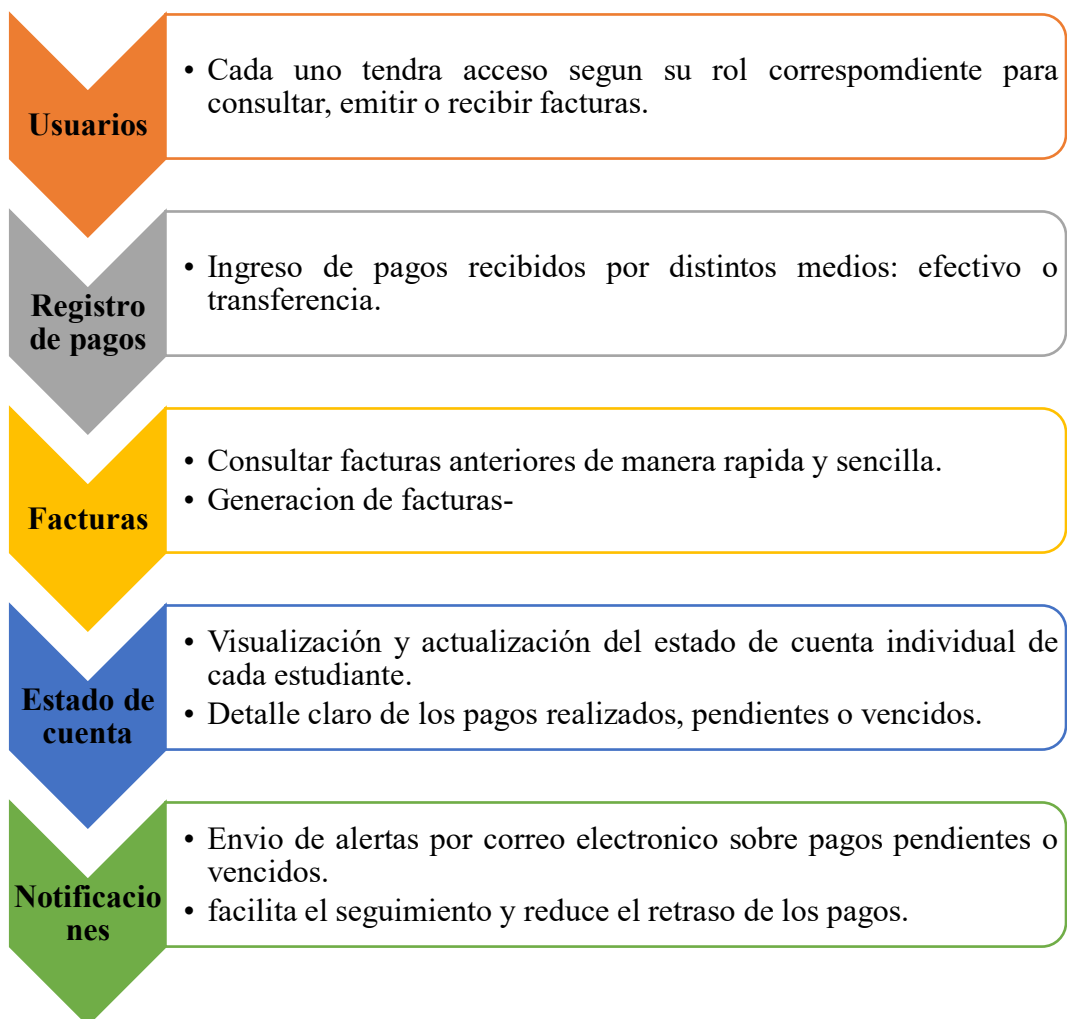 Usuarios
• Cada uno tendra acceso segun su rol correspomdiente para
consultar, emitir o recibir facturas.
Registro
de pagos
• Ingreso de pagos recibidos por distintos medios: efectivo o
transferencia.
Facturas
• Consultar facturas anteriores de manera rapida y sencilla.
• Generacion de facturas-
Estado de
cuenta
• Visualización y actualización del estado de cuenta individual de
cada estudiante.
• Detalle claro de los pagos realizados, pendientes o vencidos.
Notificacio
nes
• Envio de alertas por correo electronico sobre pagos pendientes o
vencidos.
• facilita el seguimiento y reduce el retraso de los pagos.